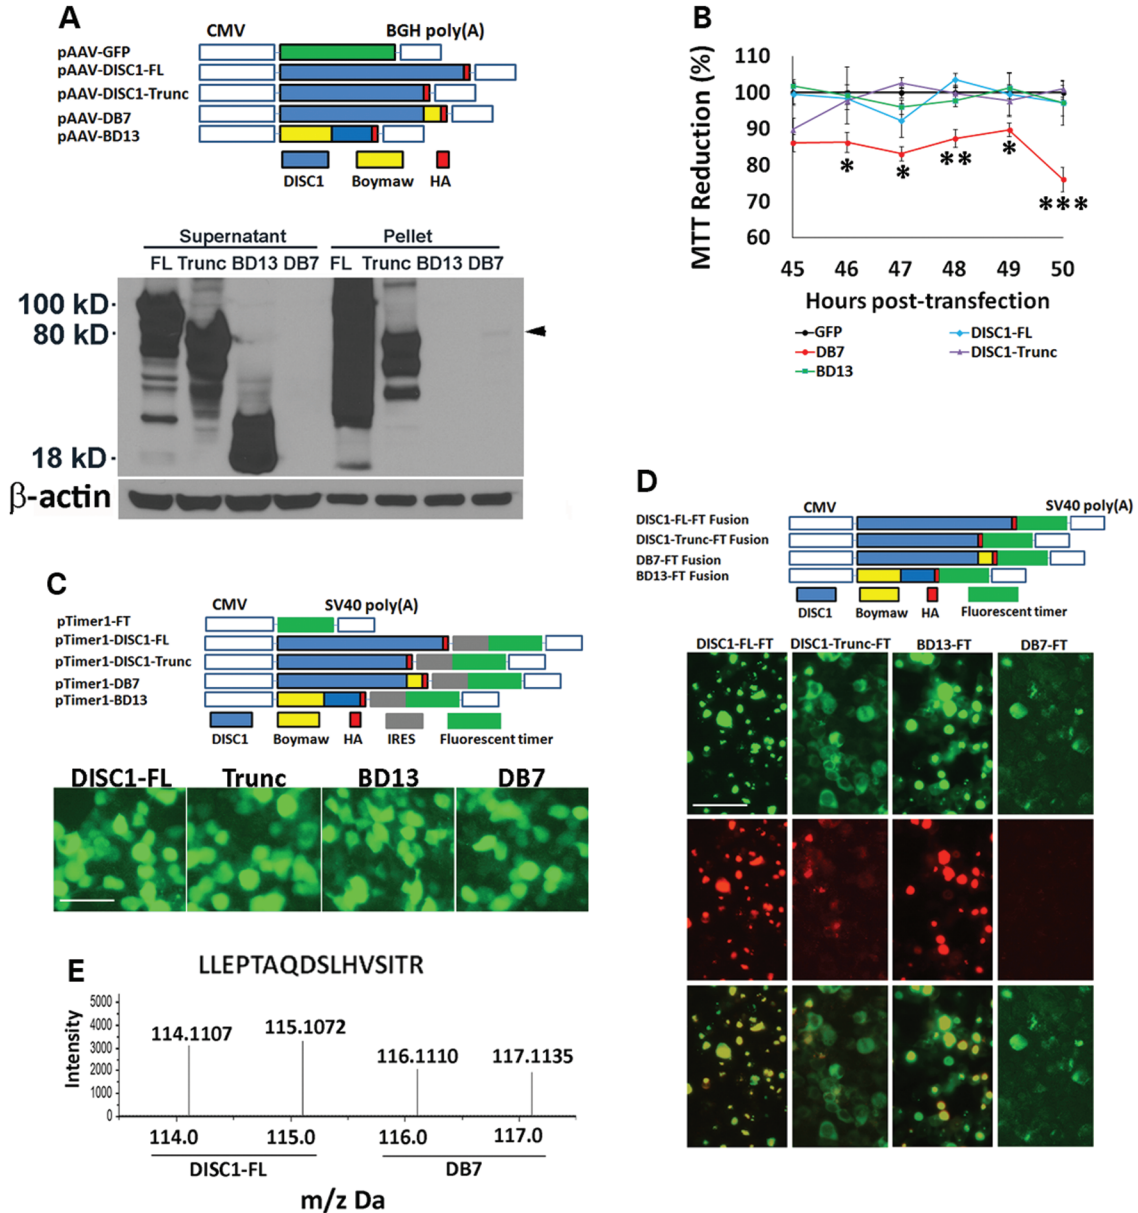 A
CMV BGH poly(A)
pAAV-GFP
pAAV-DISC1-FL
pAAV-DISC1-Trunc
pAAV-DB7
pAAV-BD13
DISC1 Boymaw HA
Supernatant Pellet
FL Trunc BD13 DB7 FL Trunc BD13 DB7
100 kD
80 kD
18 kD
β-actin
B
MTT Reduction (%)
110
100
90
80
70
60
* * ** * ***
45 46 47 48 49 50
Hours post-transfection
GFP DISC1-FL
DB7 DISC1-Trunc
BD13
C
CMV SV40 poly(A)
pTimer1-FT
pTimer1-DISC1-FL
pTimer1-DISC1-Trunc
pTimer1-DB7
pTimer1-BD13
DISC1 Boymaw HA IRES Fluorescent timer
DISC1-FL Trunc BD13 DB7
D
CMV SV40 poly(A)
DISC1-FL-FT Fusion
DISC1-Trunc-FT Fusion
DB7-FT Fusion
BD13-FT Fusion
DISC1 Boymaw HA Fluorescent timer
DISC1-FL-FT DISC1-Trunc-FT BD13-FT DB7-FT
E
LLEPTAQDSLHVSITR
Intensity
5000
4000
3000
2000
1000
0
114.1107 115.1072 116.1110 117.1135
114.0 115.0 116.0 117.0
DISC1-FL DB7
m/z Da